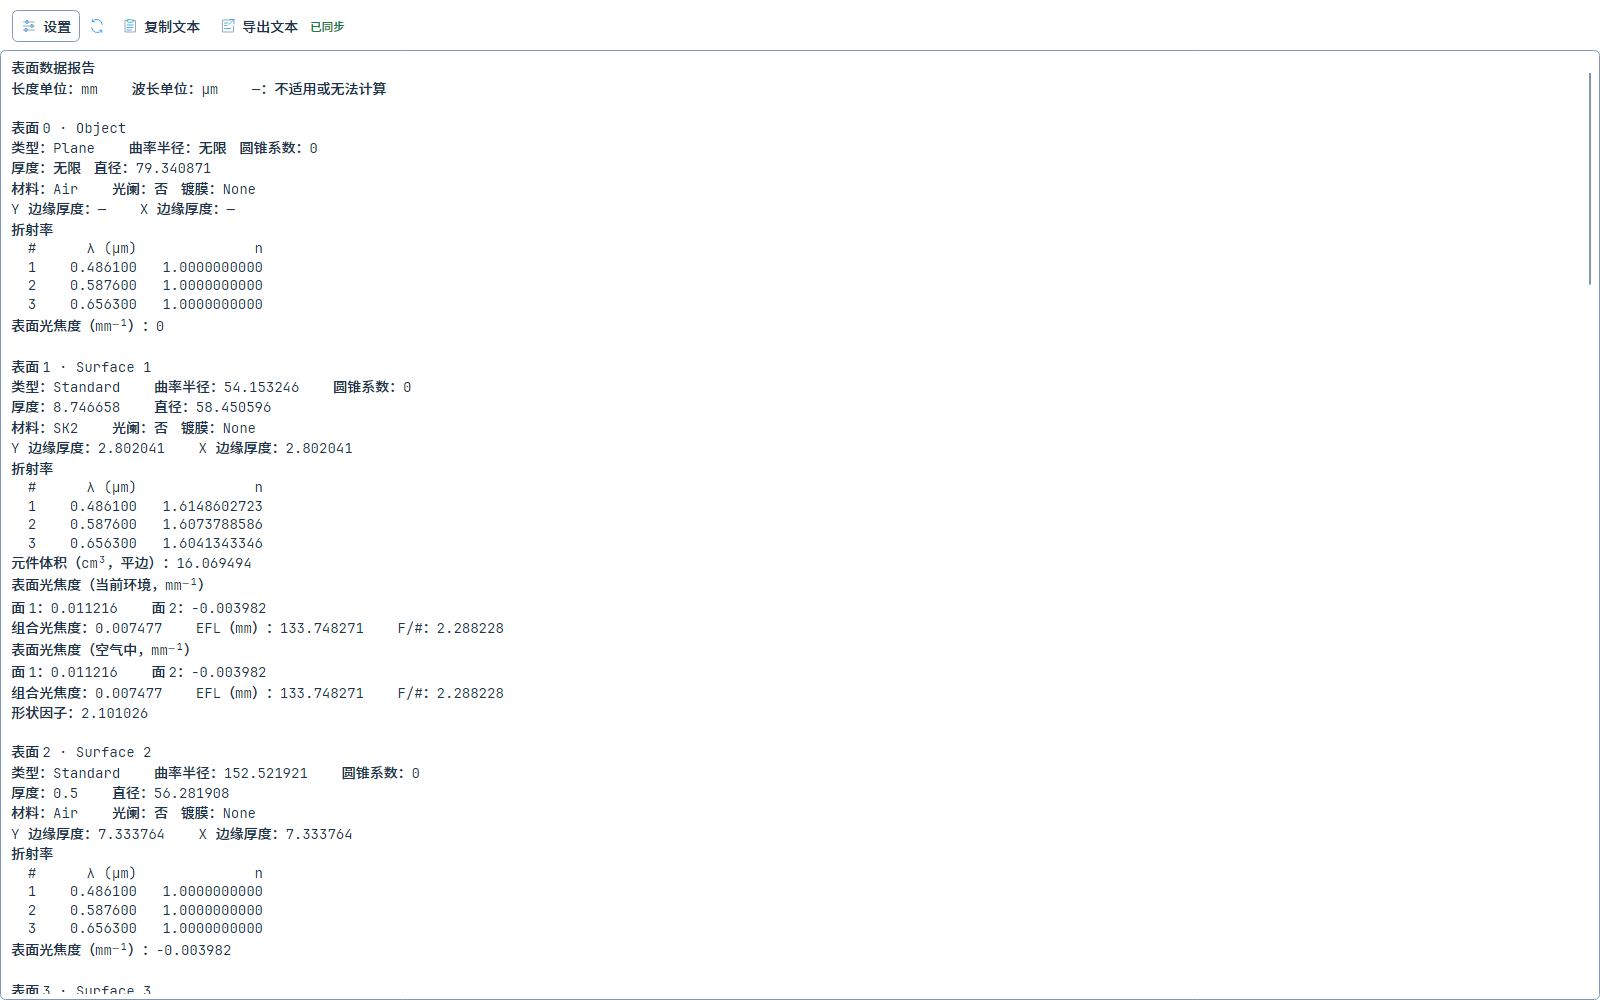 设置 复制文本 导出文本 已同步
表面数据报告
长度单位：mm 波长单位：μm —：不适用或无法计算
表面 0 · Object
类型：Plane 曲率半径：无限 圆锥系数：0
厚度：无限 直径：79.340871
材料：Air 光阑：否 镀膜：None
Y 边缘厚度：— X 边缘厚度：—
折射率
# λ (μm) n
1 0.486100 1.0000000000
2 0.587600 1.0000000000
3 0.656300 1.0000000000
表面光焦度（mm⁻¹）：0
表面 1 · Surface 1
类型：Standard 曲率半径：54.153246 圆锥系数：0
厚度：8.746658 直径：58.450596
材料：SK2 光阑：否 镀膜：None
Y 边缘厚度：2.802041 X 边缘厚度：2.802041
折射率
# λ (μm) n
1 0.486100 1.6148602723
2 0.587600 1.6073788586
3 0.656300 1.6041343346
元件体积（cm³，平边）：16.069494
表面光焦度（当前环境，mm⁻¹）
面 1：0.011216 面 2：-0.003982
组合光焦度：0.007477 EFL（mm）：133.748271 F/#：2.288228
表面光焦度（空气中，mm⁻¹）
面 1：0.011216 面 2：-0.003982
组合光焦度：0.007477 EFL（mm）：133.748271 F/#：2.288228
形状因子：2.101026
表面 2 · Surface 2
类型：Standard 曲率半径：152.521921 圆锥系数：0
厚度：0.5 直径：56.281908
材料：Air 光阑：否 镀膜：None
Y 边缘厚度：7.333764 X 边缘厚度：7.333764
折射率
# λ (μm) n
1 0.486100 1.0000000000
2 0.587600 1.0000000000
3 0.656300 1.0000000000
表面光焦度（mm⁻¹）：-0.003982
表面 3 · Surface 3